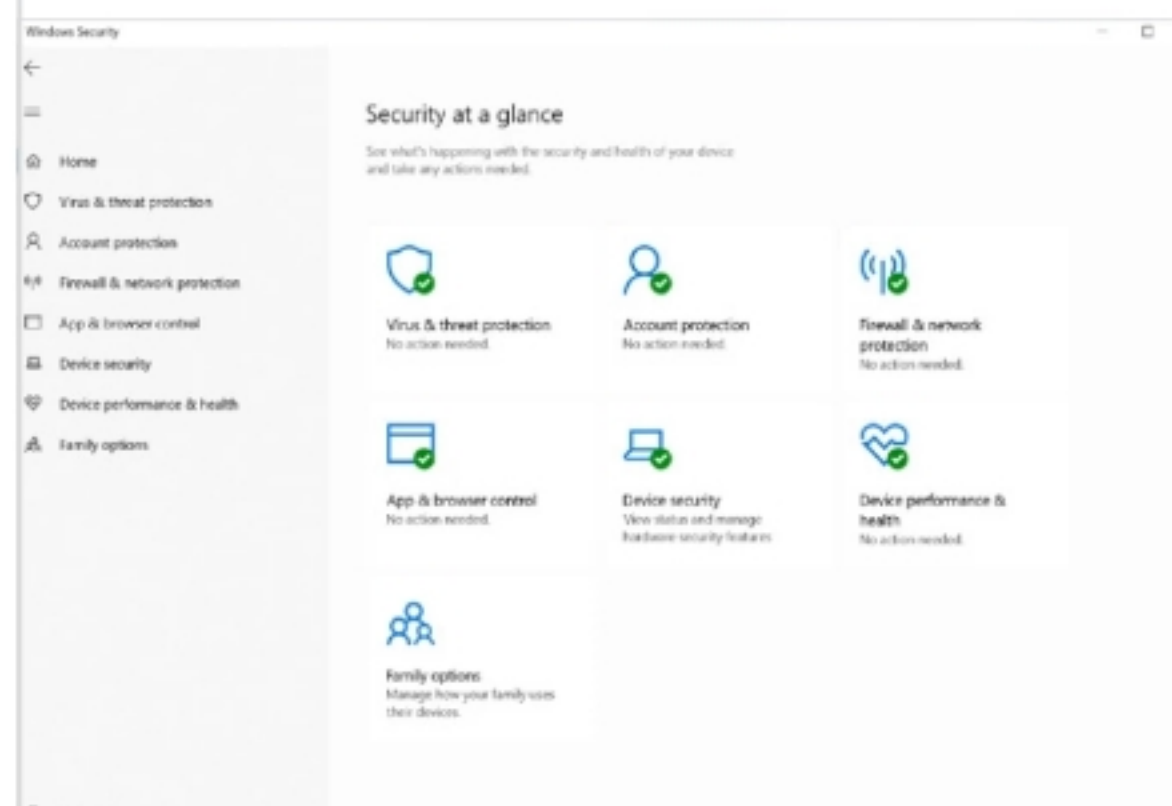 Windows Security
Home
Virus & threat protection
Account protection
Firewall & network protection
App & browser control
Device security
Device performance & health
Family options
Security at a glance
See what's happening with the security and health of your device
and take any actions needed.
Virus & threat protection
No action needed.
Account protection
No action needed.
Firewall & network
protection
No action needed.
App & browser control
No action needed.
Device security
View status and manage
hardware security features
Device performance &
health
No action needed.
Family options
Manage how your family uses
their devices.